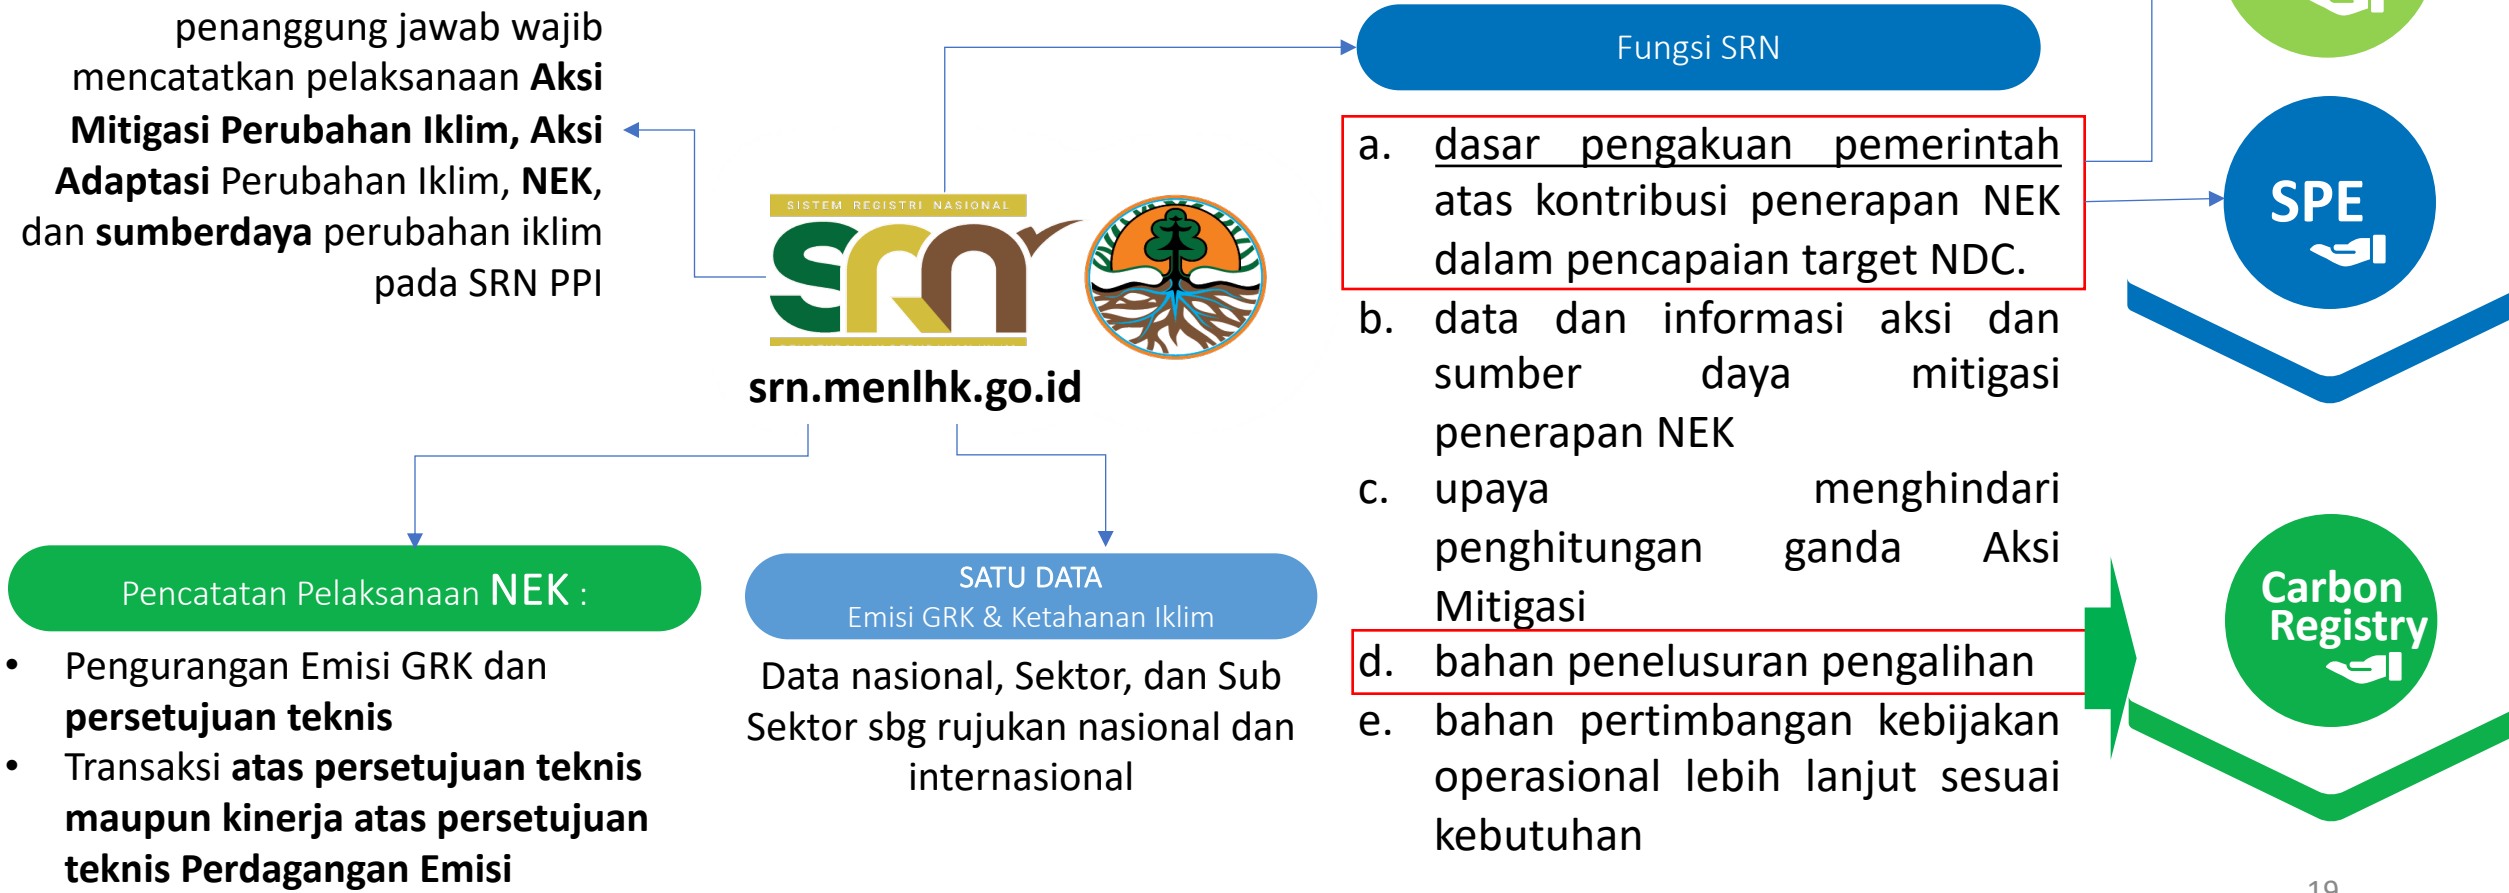 penanggung jawab wajib
mencatatkan pelaksanaan Aksi
Mitigasi Perubahan Iklim, Aksi
Adaptasi Perubahan Iklim, NEK,
dan sumberdaya perubahan iklim
pada SRN PPI
SISTEM REGISTRI NASIONAL
srn
srn.menlhk.go.id
Pencatatan Pelaksanaan NEK :
• Pengurangan Emisi GRK dan
persetujuan teknis
• Transaksi atas persetujuan teknis
maupun kinerja atas persetujuan
teknis Perdagangan Emisi
SATU DATA
Emisi GRK & Ketahanan Iklim
Data nasional, Sektor, dan Sub
Sektor sbg rujukan nasional dan
internasional
Fungsi SRN
a. dasar pengakuan pemerintah
atas kontribusi penerapan NEK
dalam pencapaian target NDC.
b. data dan informasi aksi dan
sumber daya mitigasi
penerapan NEK
c. upaya menghindari
penghitungan ganda Aksi
Mitigasi
d. bahan penelusuran pengalihan
e. bahan pertimbangan kebijakan
operasional lebih lanjut sesuai
kebutuhan
SPE
Carbon
Registry
19